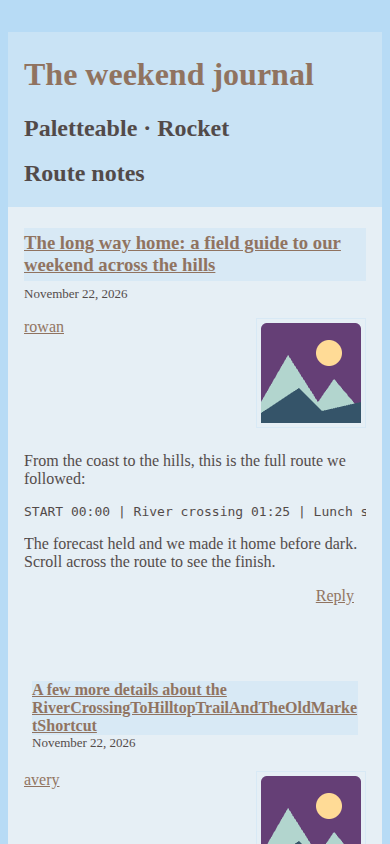 The weekend journal
Paletteable · Rocket
Route notes
The long way home: a field guide to our
weekend across the hills
November 22, 2026
rowan
From the coast to the hills, this is the full route we
followed:
START 00:00 | River crossing 01:25 | Lunch
The forecast held and we made it home before dark.
Scroll across the route to see the finish.
Reply
A few more details about the
RiverCrossingToHilltopTrailAndTheOldMarke
tShortcut
November 22, 2026
avery